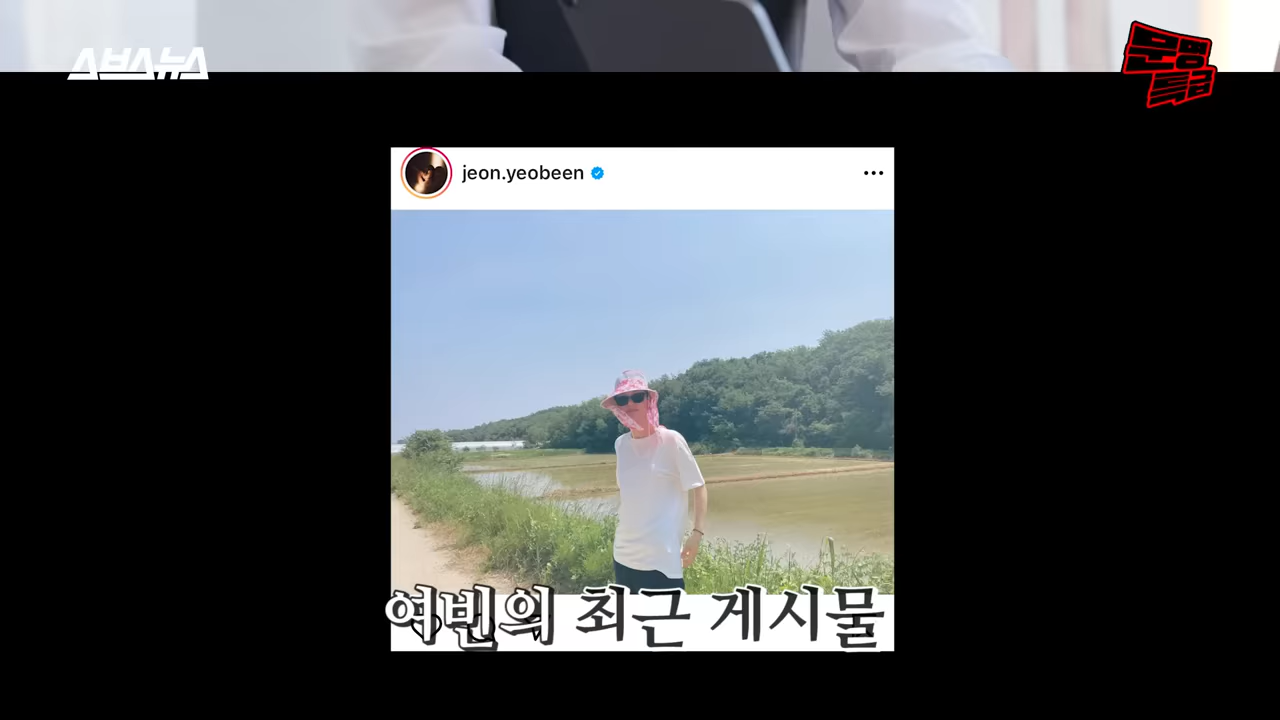 스브스뉴스
문명
특급
jeon.yeobeen
여빈의 최근 게시물